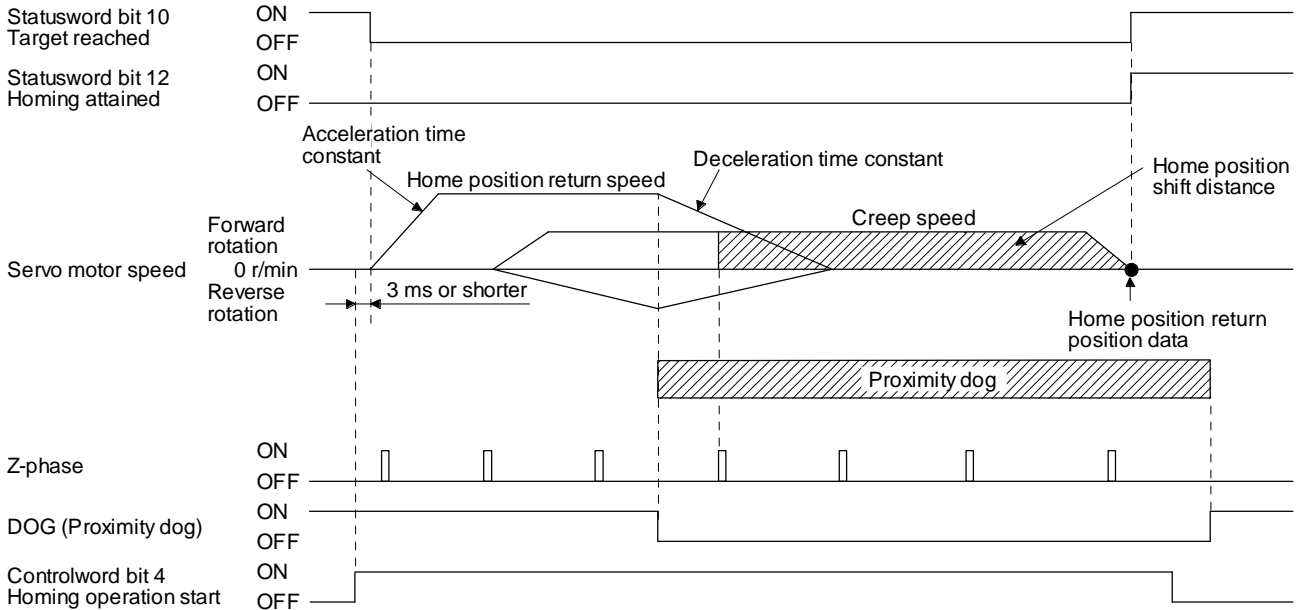 Statusword bit 10
Target reached
ON
OFF
Statusword bit 12
Homing attained
ON
OFF
Acceleration time
constant
Home position return speed
Deceleration time constant
Home position
shift distance
Creep speed
Forward
rotation
Servo motor speed
0 r/min
Reverse
rotation
3 ms or shorter
Home position return
position data
Proximity dog
Z-phase
ON
OFF
DOG (Proximity dog)
ON
OFF
Controlword bit 4
Homing operation start
ON
OFF